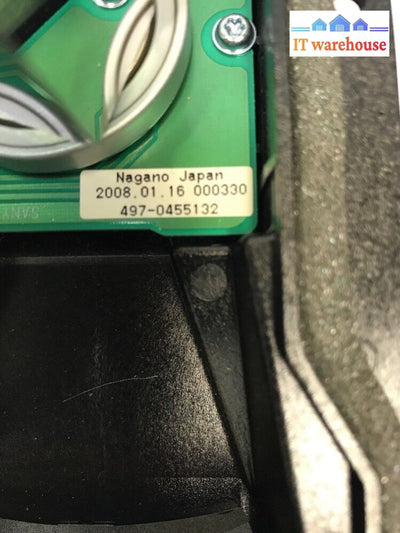 IT warehouse
Nagano Japan
2008.01.16 000330
497-0455132